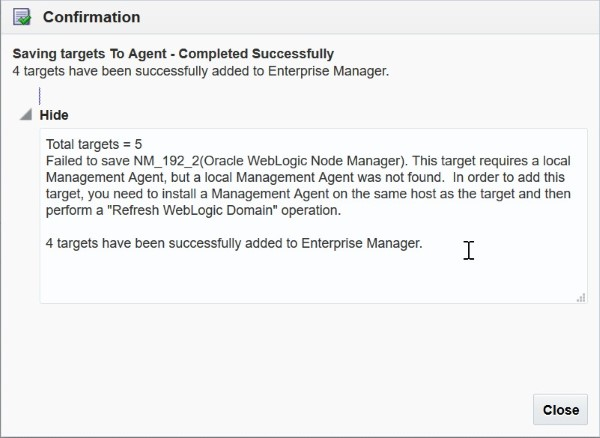 Confirmation
Saving targets To Agent - Completed Successfully
4 targets have been successfully added to Enterprise Manager.
Hide
Total targets = 5
Failed to save NM_192_2(Oracle WebLogic Node Manager). This target requires a local
Management Agent, but a local Management Agent was not found.  In order to add this
target, you need to install a Management Agent on the same host as the target and then
perform a "Refresh WebLogic Domain" operation.
4 targets have been successfully added to Enterprise Manager.
Close